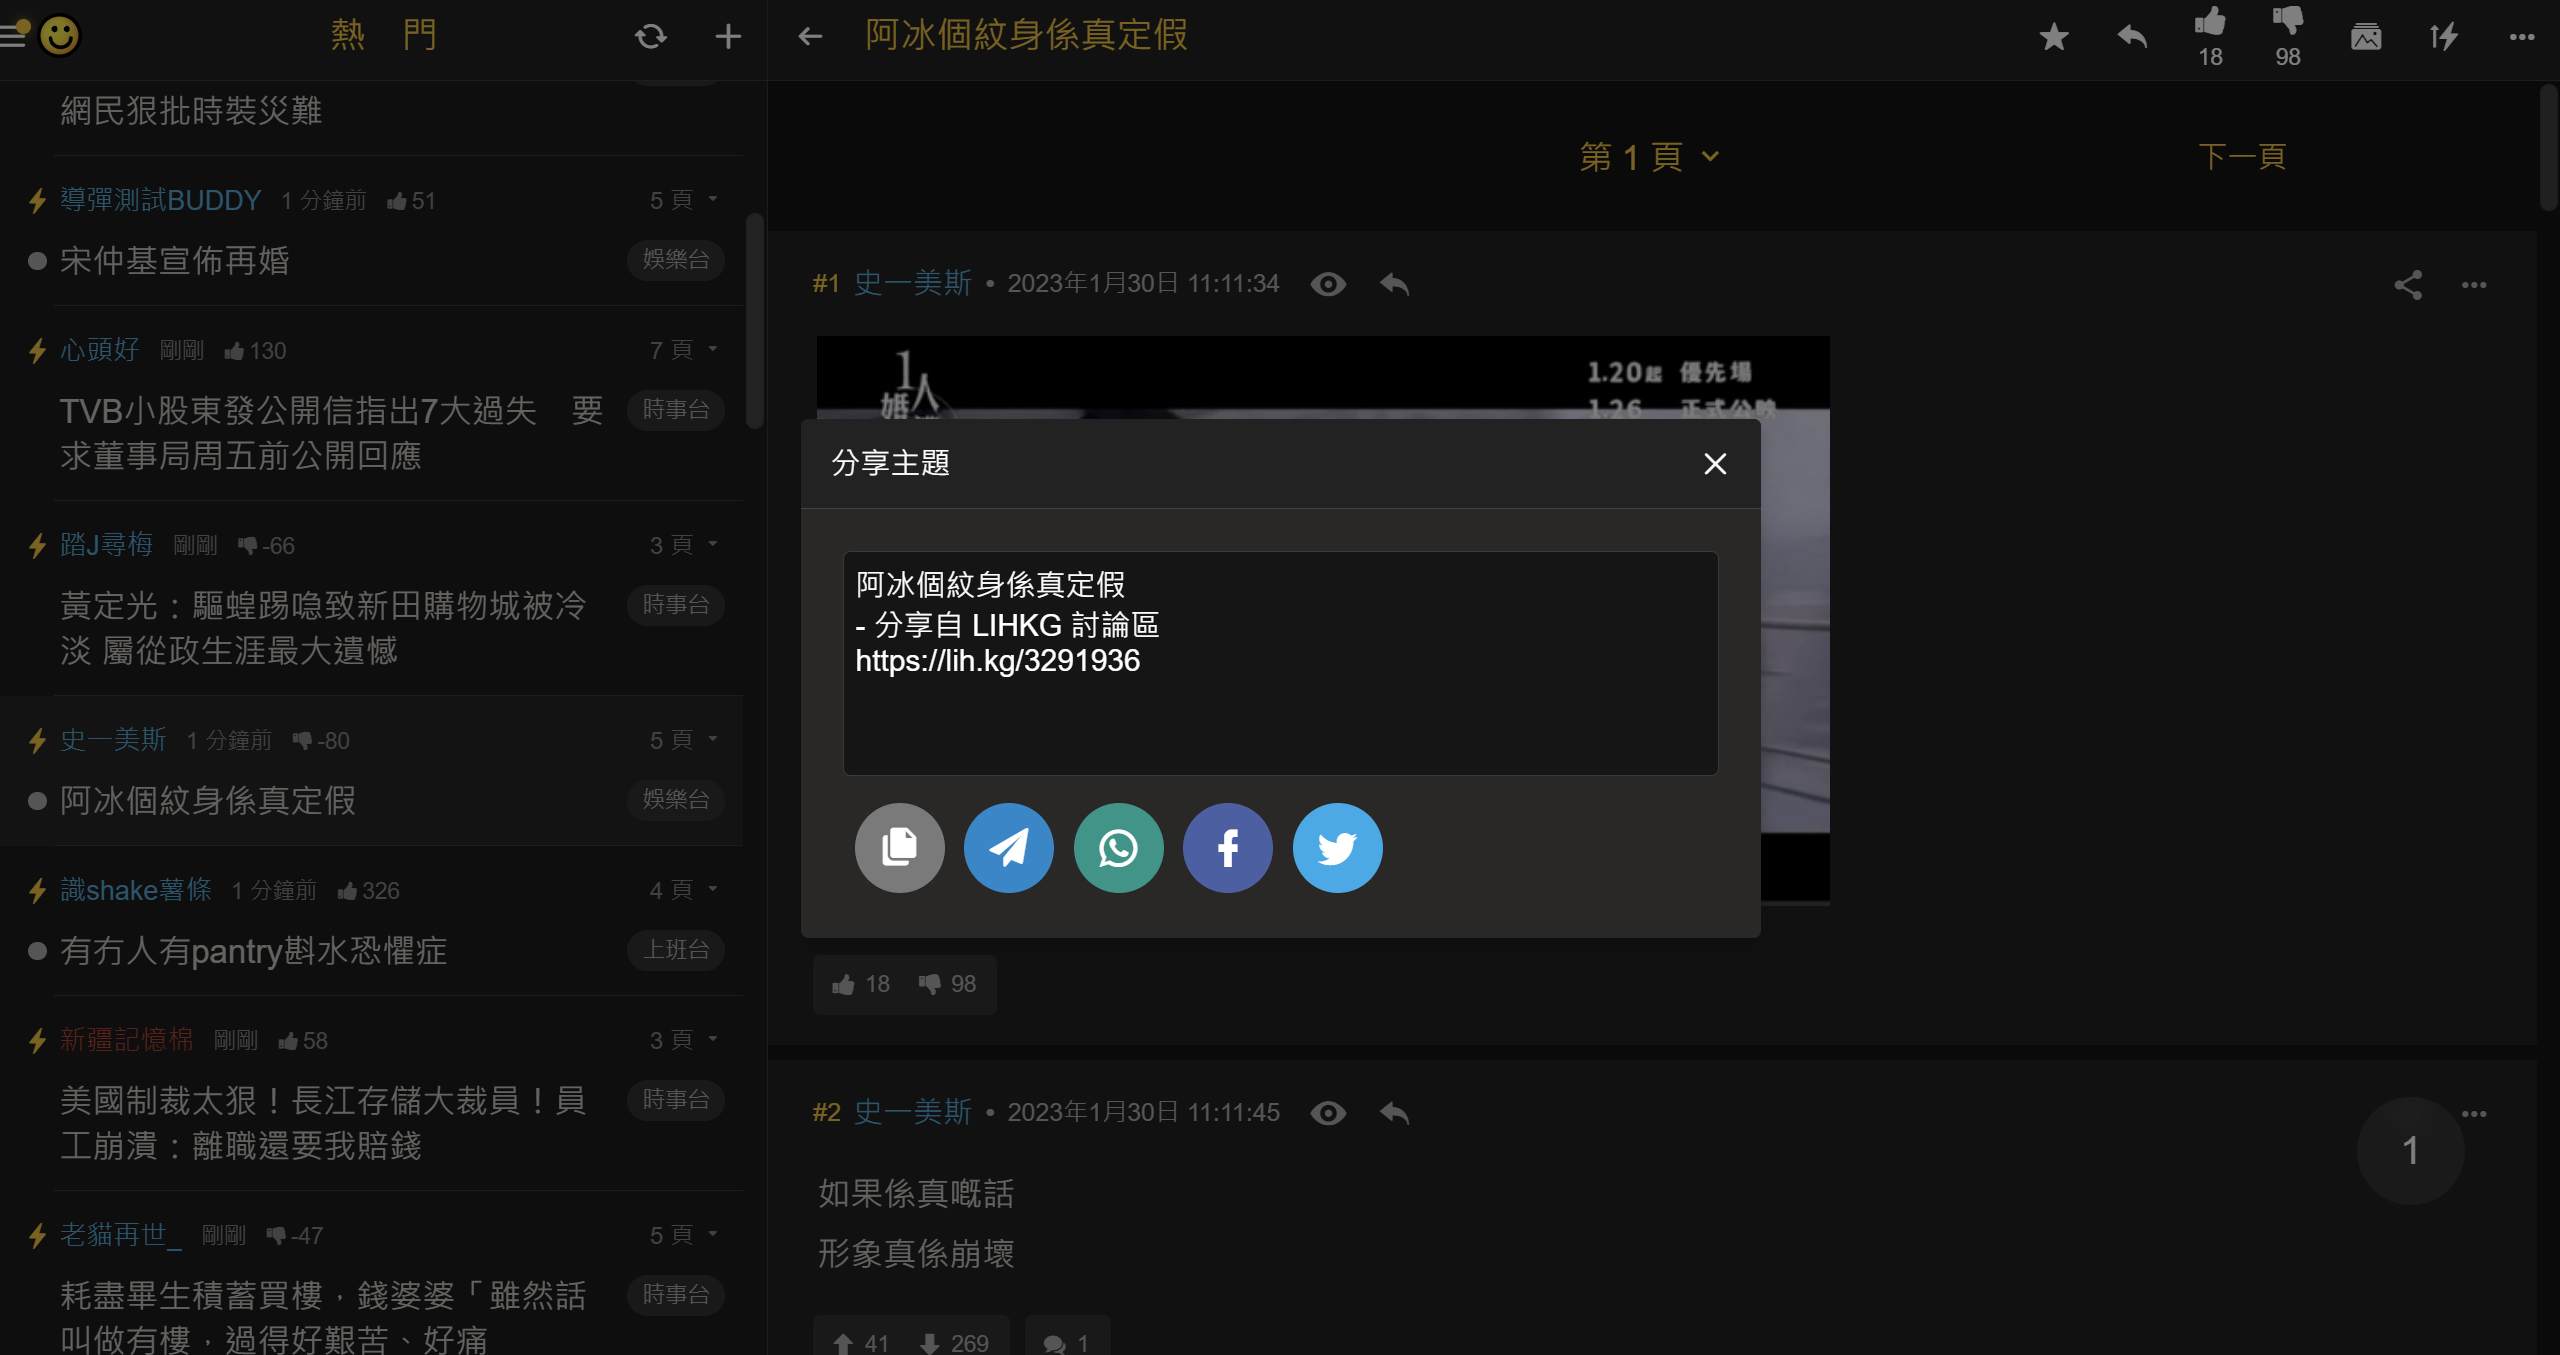 熱 門
網民狠批時裝災難
導彈測試BUDDY 1 分鐘前 51 5 頁
宋仲基宣佈再婚 娛樂台
心頭好 剛剛 130 7 頁
TVB小股東發公開信指出7大過失　要 時事台
求董事局周五前公開回應
踏J尋梅 剛剛 -66 3 頁
黃定光：驅蝗踢喼致新田購物城被冷 時事台
淡 屬從政生涯最大遺憾
史一美斯 1 分鐘前 -80 5 頁
阿冰個紋身係真定假 娛樂台
識shake薯條 1 分鐘前 326 4 頁
有冇人有pantry斟水恐懼症 上班台
新疆記憶棉 剛剛 58 3 頁
美國制裁太狠！長江存儲大裁員！員 時事台
工崩潰：離職還要我賠錢
老貓再世_ 剛剛 -47 5 頁
耗盡畢生積蓄買樓，錢婆婆「雖然話 時事台
叫做有樓，過得好艱苦、好痛
阿冰個紋身係真定假
18 98
第 1 頁
下一頁
#1 史一美斯 • 2023年1月30日 11:11:34
1人婚
1.20起 優先場
1.26 正式公映
分享主題
阿冰個紋身係真定假
- 分享自 LIHKG 討論區
https://lih.kg/3291936
18 98
#2 史一美斯 • 2023年1月30日 11:11:45
1
如果係真嘅話
形象真係崩壞
41 269 1